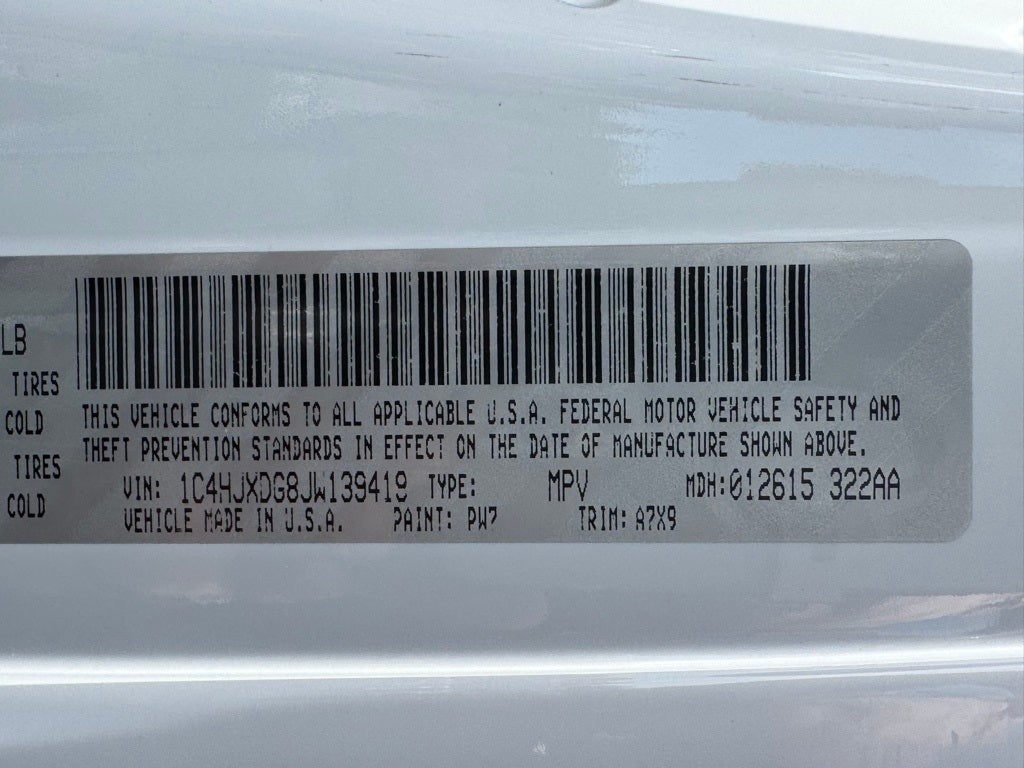 LB
TIRES
COLD
TIRES
COLD
THIS VEHICLE CONFORMS TO ALL APPLICABLE U.S.A. FEDERAL MOTOR VEHICLE SAFETY AND
THEFT PREVENTION STANDARDS IN EFFECT ON THE DATE OF MANUFACTURE SHOWN ABOVE.
VIN: 1C4HJXDG8JW139419 TYPE: MPV MDH: 012615 322AA
VEHICLE MADE IN U.S.A. PAINT: PW7 TRIM: A7X9